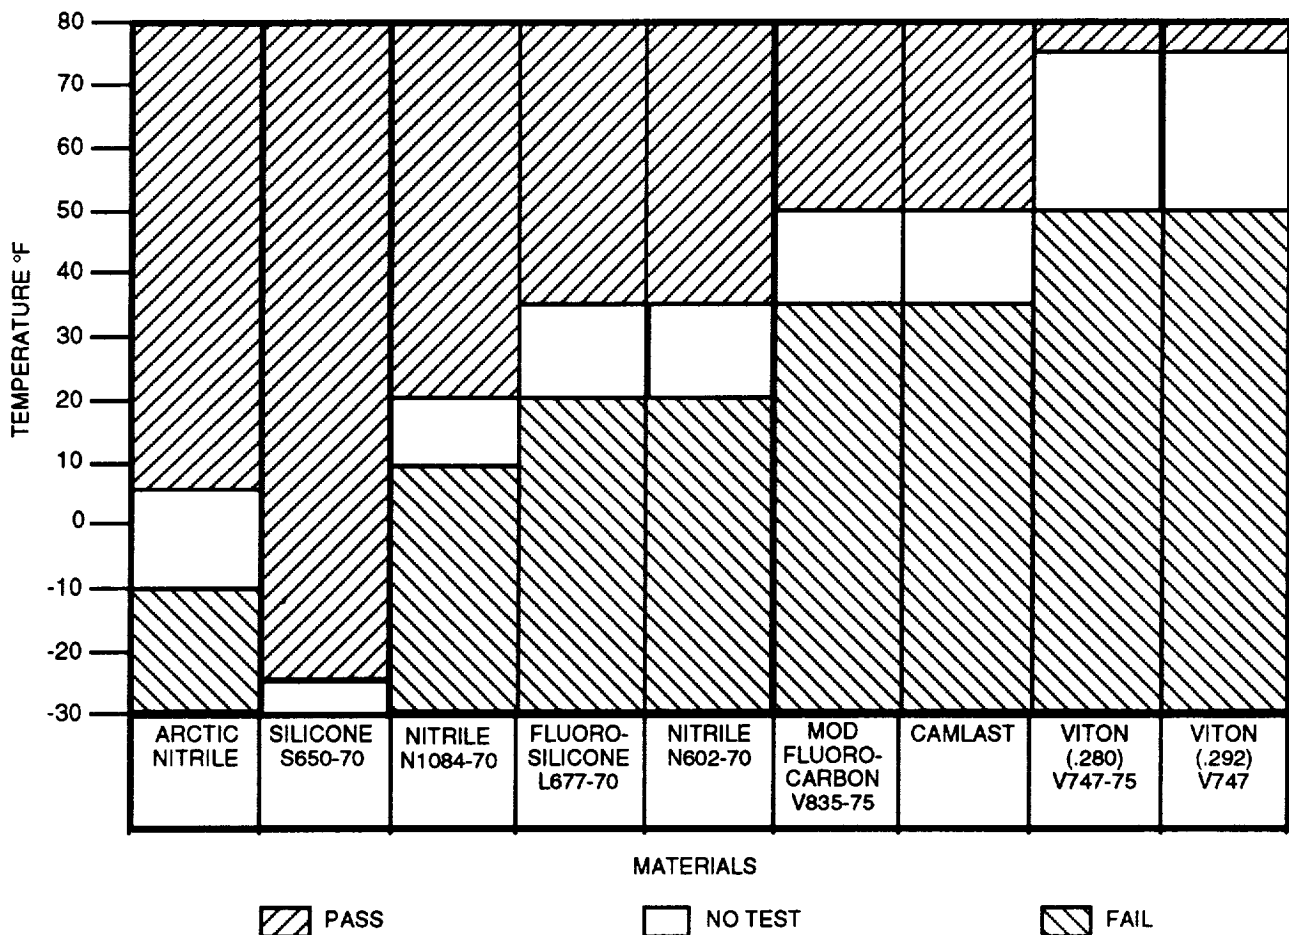 80
70
60
50
40
30
20
10
0
-10
-20
-30
TEMPERATURE °F
ARCTIC
NITRILE
SILICONE
S650-70
NITRILE
N1084-70
FLUORO-
SILICONE
L677-70
NITRILE
N602-70
MOD
FLUORO-
CARBON
V835-75
CAMLAST
VITON
(.280)
V747-75
VITON
(.292)
V747
MATERIALS
PASS
NO TEST
FAIL